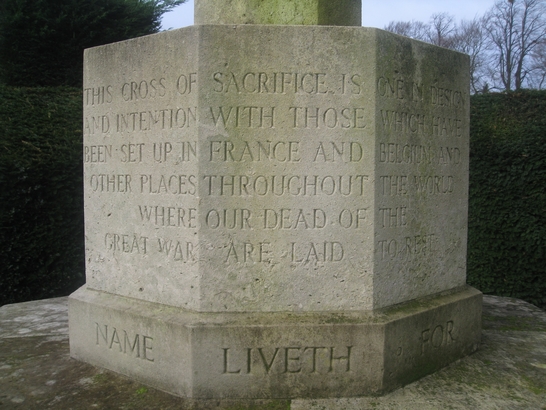 THIS CROSS OF SACRIFICE IS ONE IN DESIGN
AND INTENTION WITH THOSE WHICH HAVE
BEEN SET UP IN FRANCE AND BELGIUM AND
OTHER PLACES THROUGHOUT THE WORLD
WHERE OUR DEAD OF THE
GREAT WAR ARE LAID TO REST
NAME LIVETH FOR